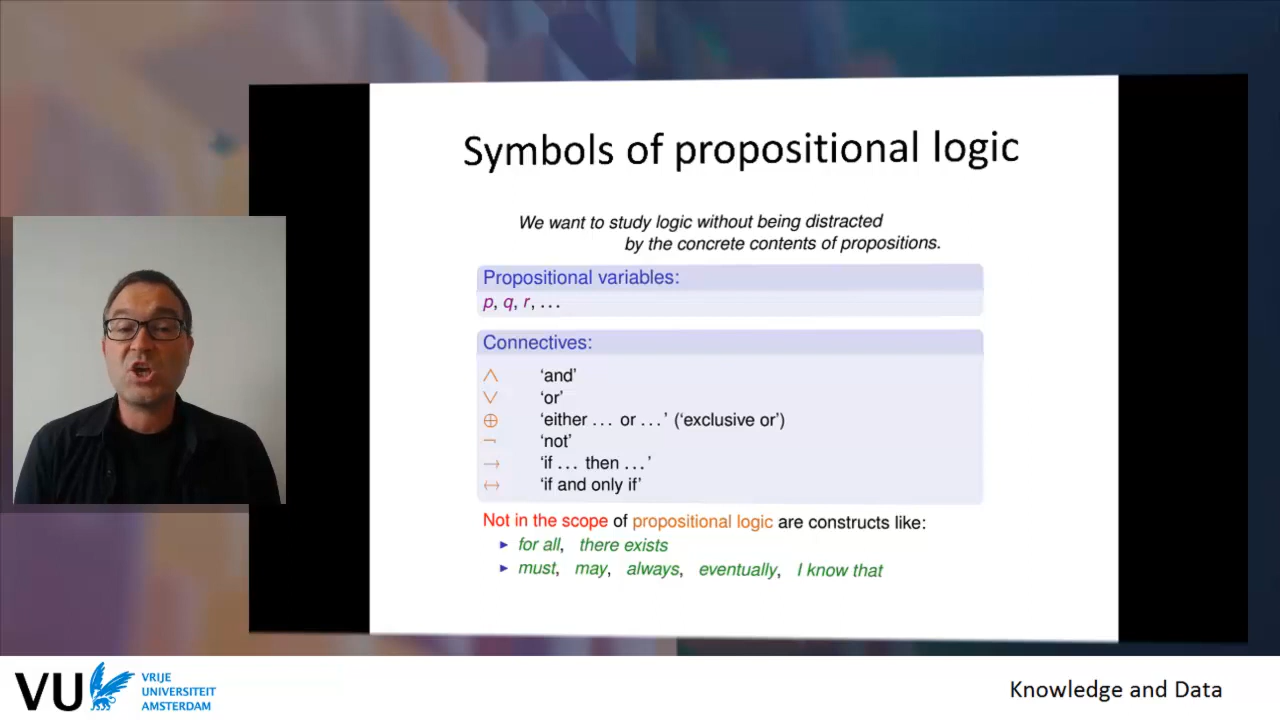 Symbols of propositional logic
We want to study logic without being distracted
by the concrete contents of propositions.
Propositional variables:
p, q, r, . . .
Connectives:
∧ ‘and’
∨ ‘or’
⊕ ‘either . . . or . . . ’ (‘exclusive or’)
¬ ‘not’
→ ‘if . . . then . . . ’
↔ ‘if and only if’
Not in the scope of propositional logic are constructs like:
► for all, there exists
► must, may, always, eventually, I know that
VU VRIJE
UNIVERSITEIT
AMSTERDAM
Knowledge and Data